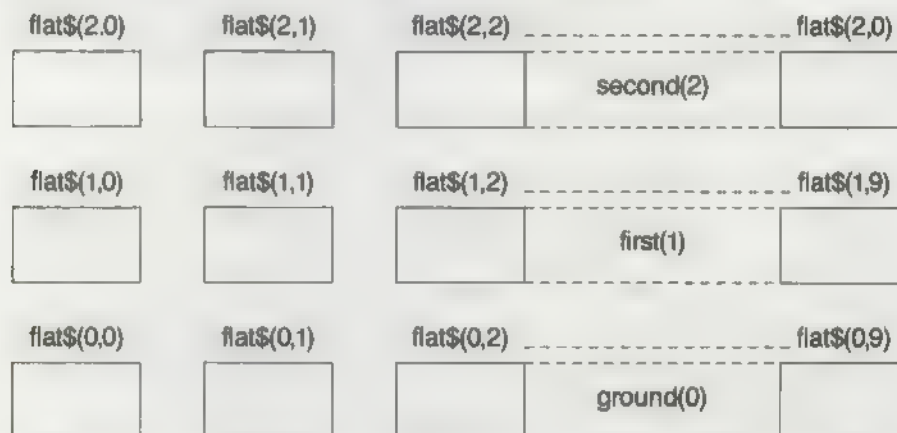 flat$(2.0) flat$(2,1) flat$(2,2) flat$(2,0)
second(2)
flat$(1,0) flat$(1,1) flat$(1,2) flat$(1,9)
first(1)
flat$(0,0) flat$(0,1) flat$(0,2) flat$(0,9)
ground(0)